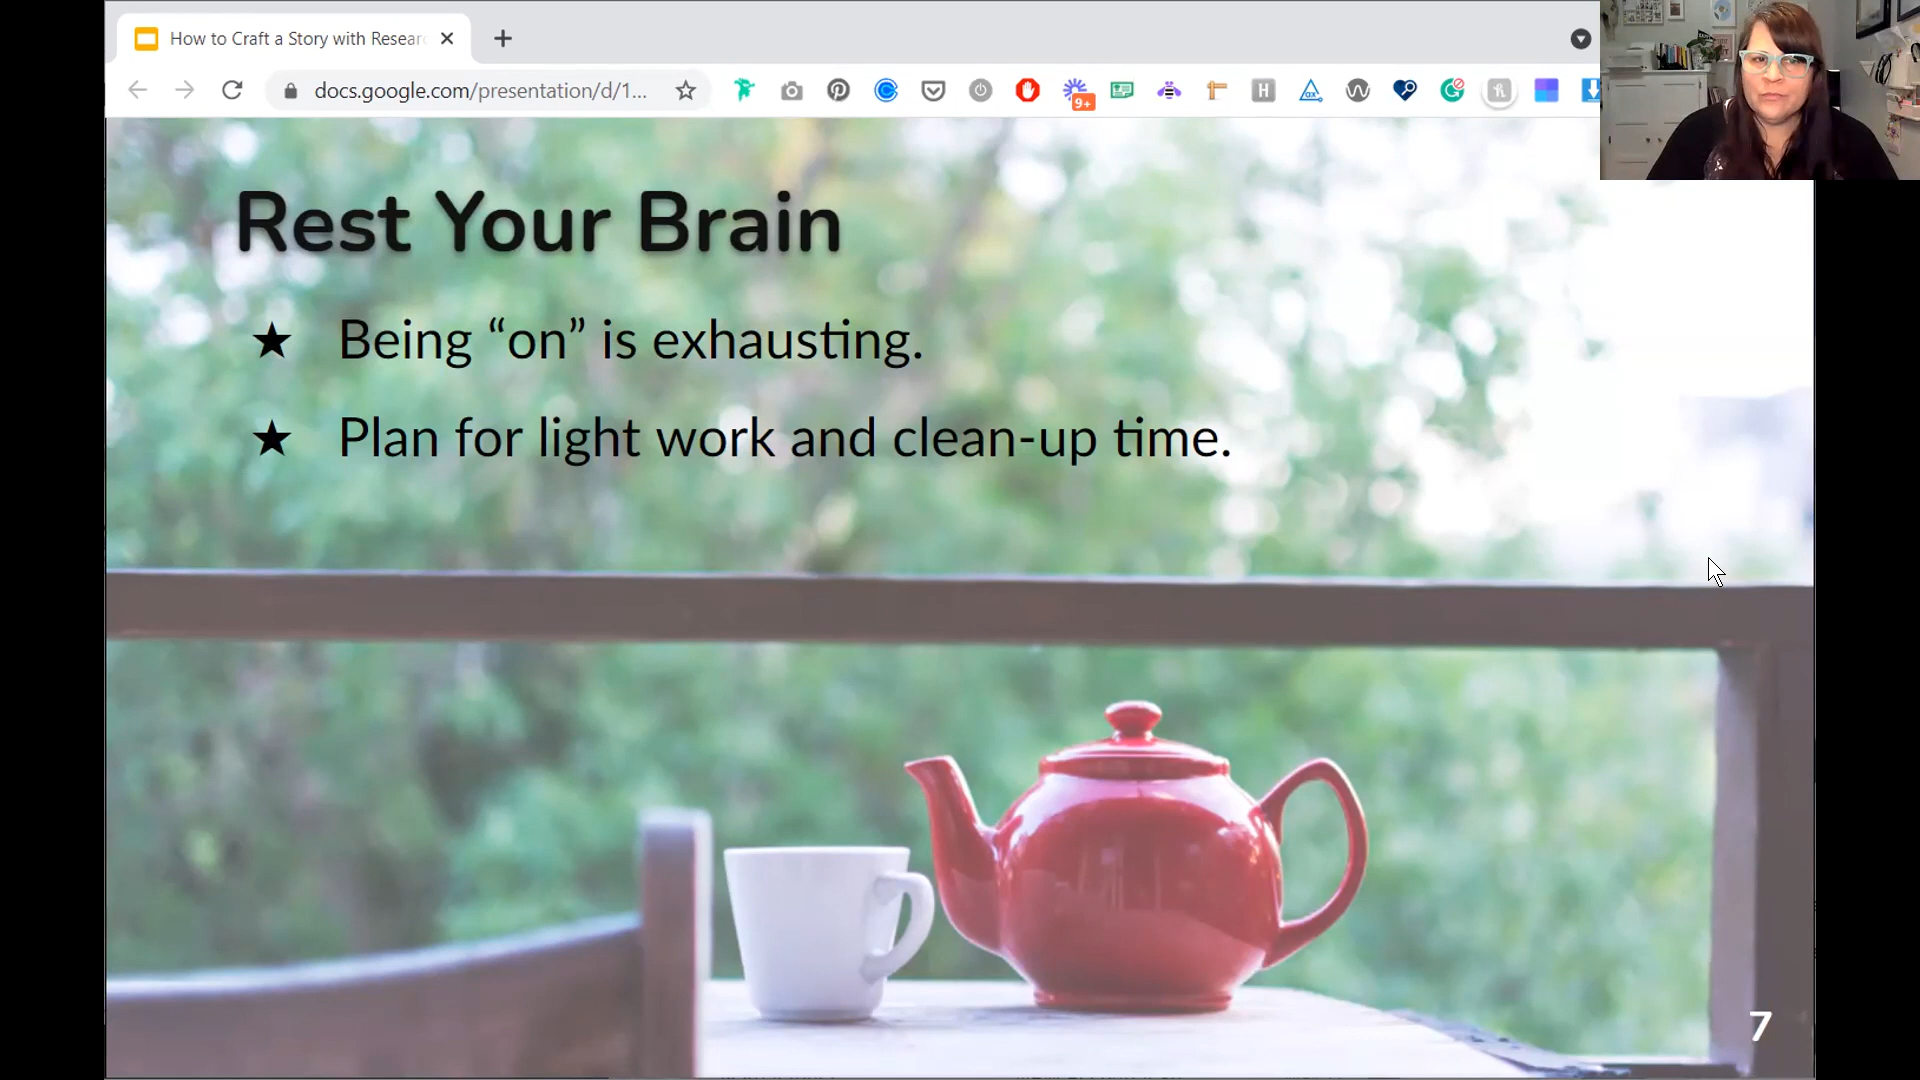 How to Craft a Story with Resear
docs.google.com/presentation/d/1...
9+
H
Rest Your Brain
★ Being “on” is exhausting.
★ Plan for light work and clean-up time.
7